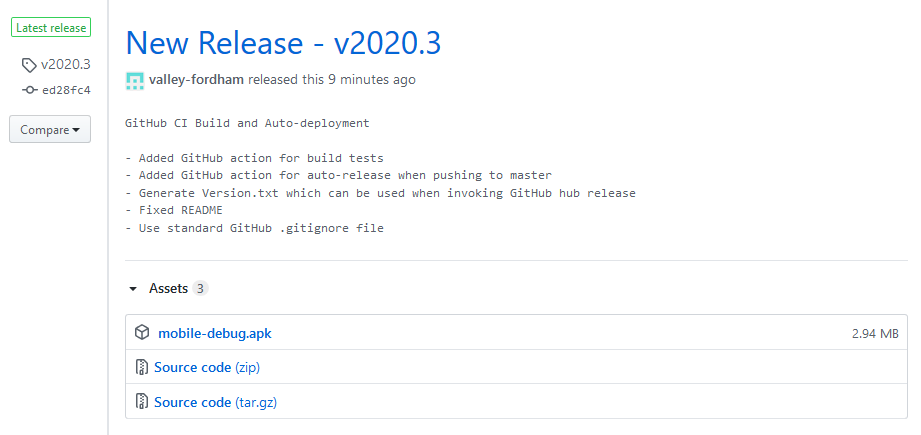 Latest release
v2020.3
ed28fc4
Compare
New Release - v2020.3
valley-fordham released this 9 minutes ago
GitHub CI Build and Auto-deployment
- Added GitHub action for build tests
- Added GitHub action for auto-release when pushing to master
- Generate Version.txt which can be used when invoking GitHub hub release
- Fixed README
- Use standard GitHub .gitignore file
Assets 3
mobile-debug.apk 2.94 MB
Source code (zip)
Source code (tar.gz)